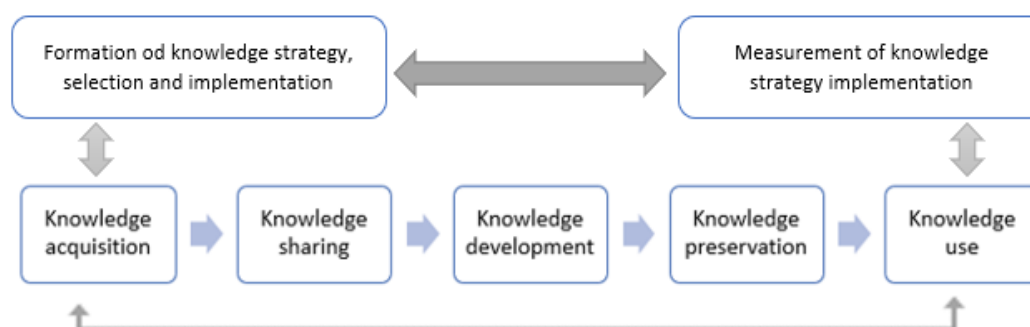 Formation od knowledge strategy,
selection and implementation
Measurement of knowledge
strategy implementation
Knowledge
acquisition
Knowledge
sharing
Knowledge
development
Knowledge
preservation
Knowledge
use